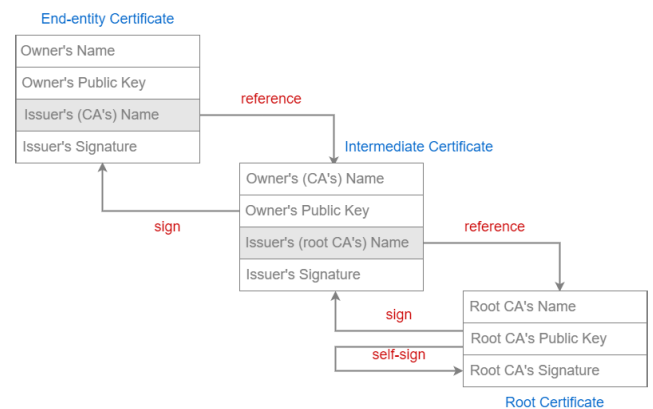 End-entity Certificate
Owner's Name
Owner's Public Key
Issuer's (CA's) Name
Issuer's Signature
reference
sign
Intermediate Certificate
Owner's (CA's) Name
Owner's Public Key
Issuer's (root CA's) Name
Issuer's Signature
reference
sign
self-sign
Root CA's Name
Root CA's Public Key
Root CA's Signature
Root Certificate